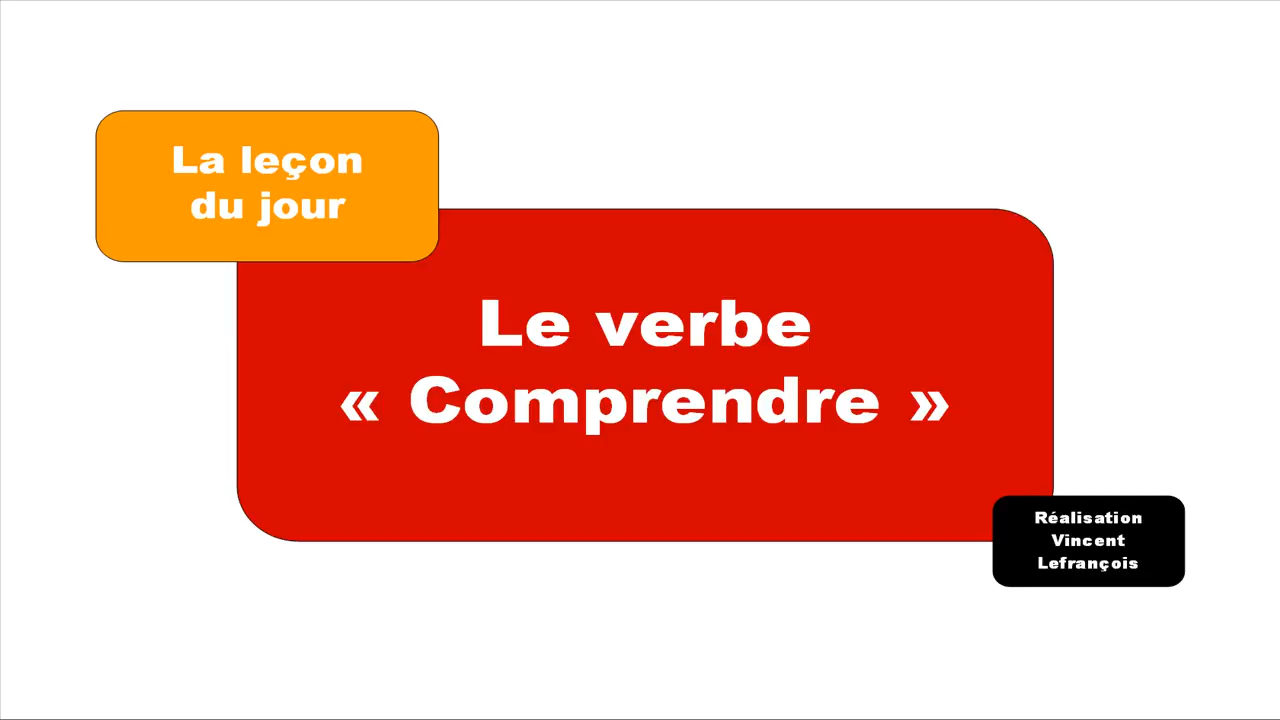 La leçon
du jour
Le verbe
« Comprendre »
Réalisation
Vincent
Lefrançois